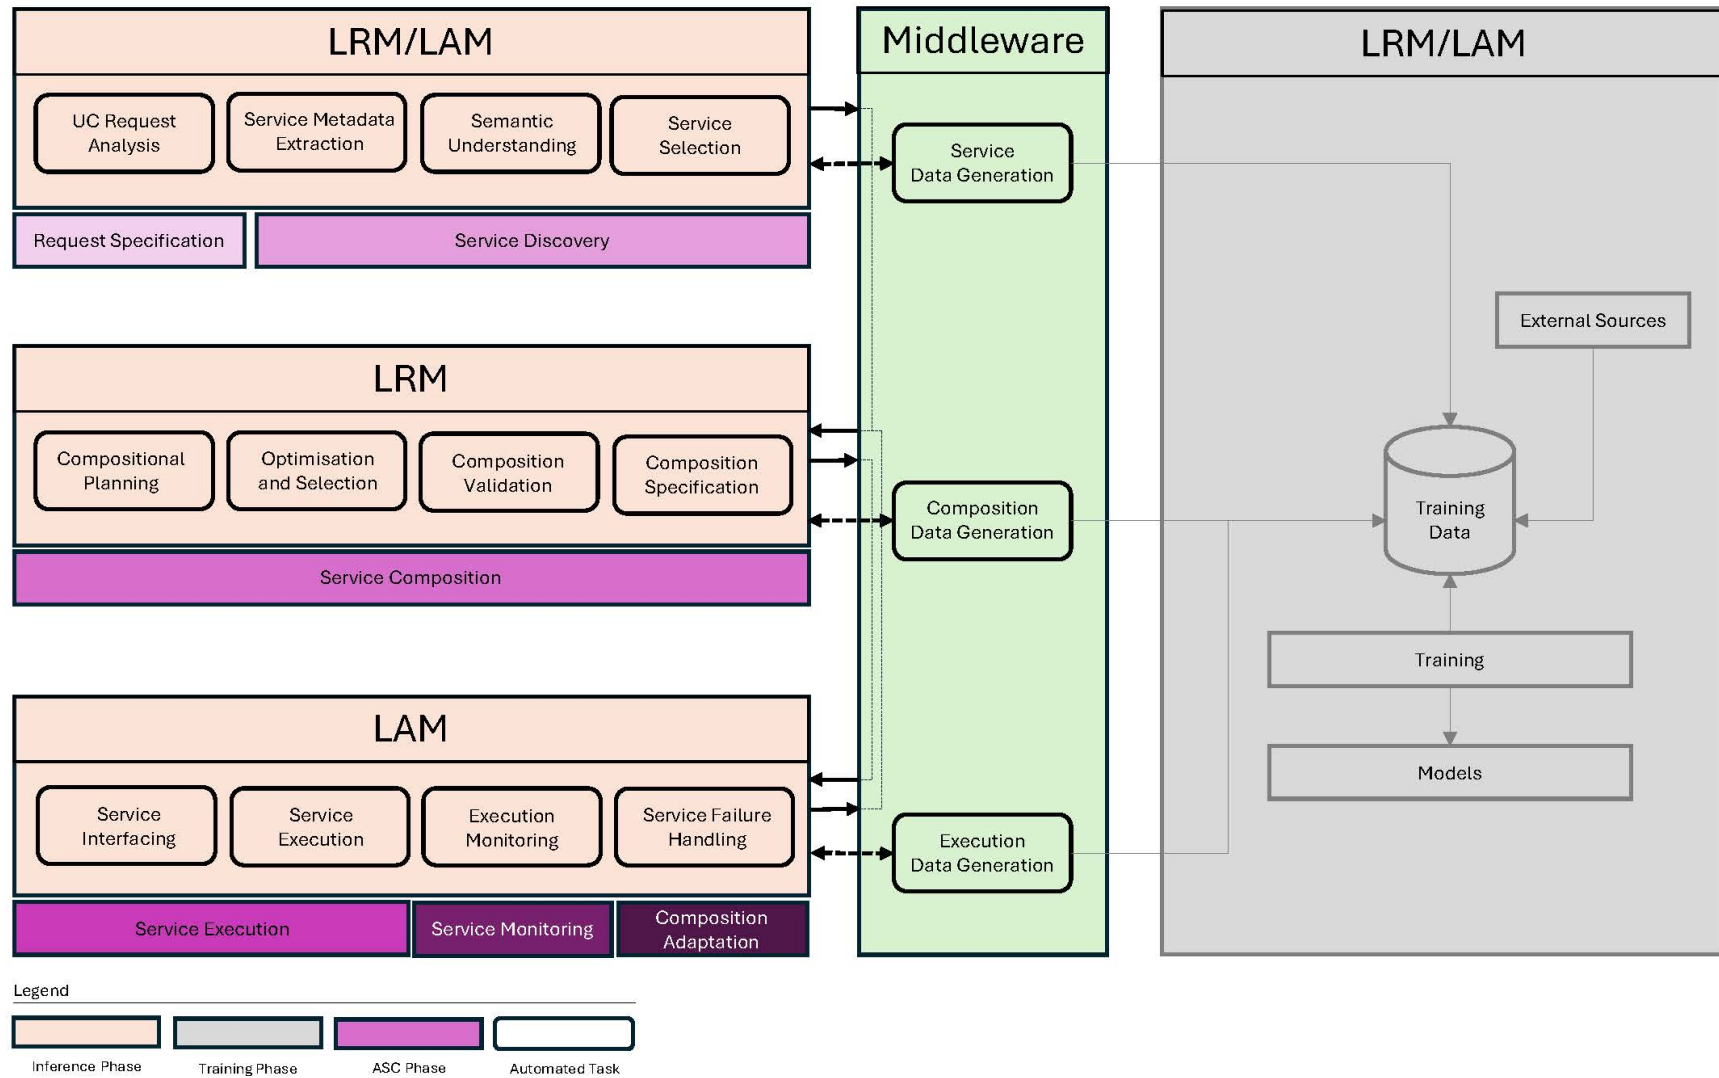 LRM/LAM
UC Request
Analysis
Service Metadata
Extraction
Semantic
Understanding
Service
Selection
Request Specification
Service Discovery
LRM
Compositional
Planning
Optimisation
and Selection
Composition
Validation
Composition
Specification
Service Composition
LAM
Service
Interfacing
Service
Execution
Execution
Monitoring
Service Failure
Handling
Service Execution
Service Monitoring
Composition
Adaptation
Middleware
Service
Data Generation
Composition
Data Generation
Execution
Data Generation
LRM/LAM
External Sources
Training
Data
Training
Models
Legend
Inference Phase
Training Phase
ASC Phase
Automated Task